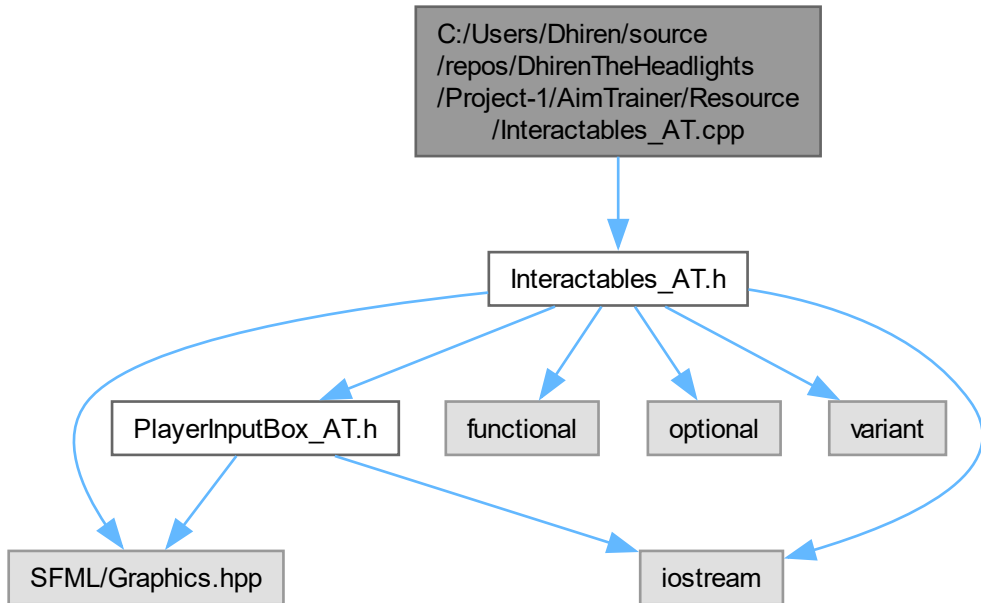 C:/Users/Dhiren/source
/repos/DhirenTheHeadlights
/Project-1/AimTrainer/Resource
/Interactables_AT.cpp
Interactables_AT.h
PlayerInputBox_AT.h
functional
optional
variant
SFML/Graphics.hpp
iostream